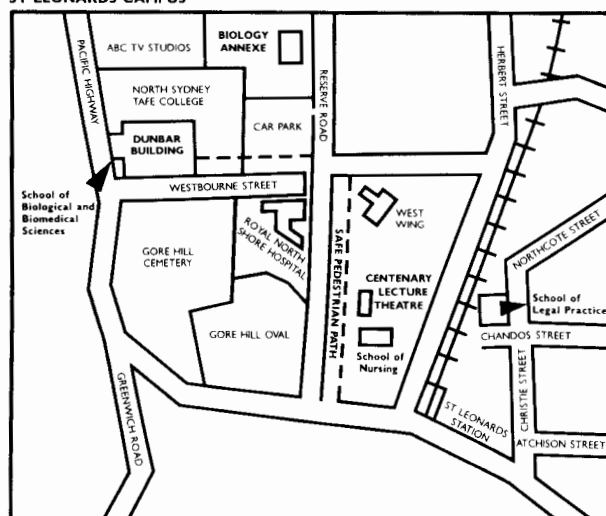 ST LEONARDS CAMPUS
ABC TV STUDIOS
BIOLOGY
ANNEXE
PACIFIC HIGHWAY
RESERVE ROAD
HERBERT STREET
NORTH SYDNEY
TAFE COLLEGE
CAR PARK
DUNBAR
BUILDING
WESTBOURNE STREET
School of
Biological and
Biomedical
Sciences
ROYAL NORTH
SHORE HOSPITAL
WEST
WING
GORE HILL
CEMETERY
SAFE PEDESTRIAN PATH
NORTHCOTE STREET
CENTENARY
LECTURE
THEATRE
School of
Legal Practice
GORE HILL OVAL
School of
Nursing
CHANDOS STREET
CHRISTIE STREET
GREENWICH ROAD
ST LEONARDS
STATION
ATCHISON STREET